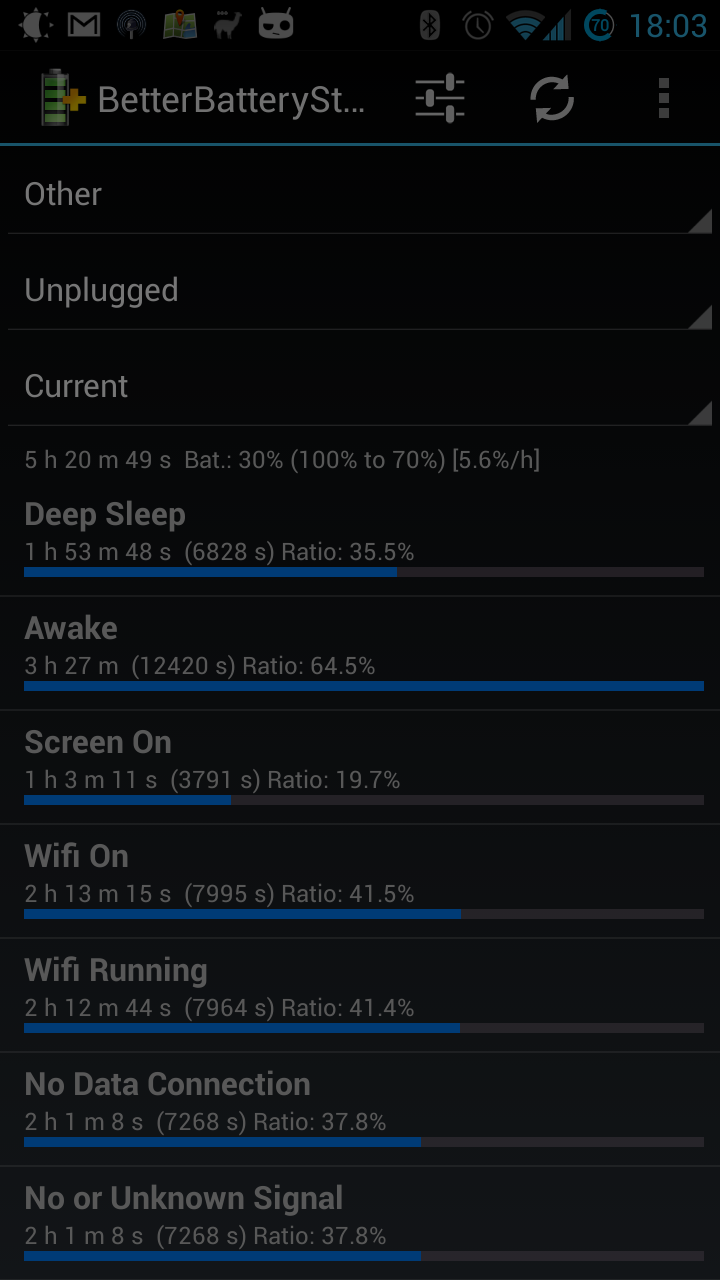 70 18:03
BetterBatterySt...
Other
Unplugged
Current
5 h 20 m 49 s Bat.: 30% (100% to 70%) [5.6%/h]
Deep Sleep
1 h 53 m 48 s (6828 s) Ratio: 35.5%
Awake
3 h 27 m (12420 s) Ratio: 64.5%
Screen On
1 h 3 m 11 s (3791 s) Ratio: 19.7%
Wifi On
2 h 13 m 15 s (7995 s) Ratio: 41.5%
Wifi Running
2 h 12 m 44 s (7964 s) Ratio: 41.4%
No Data Connection
2 h 1 m 8 s (7268 s) Ratio: 37.8%
No or Unknown Signal
2 h 1 m 8 s (7268 s) Ratio: 37.8%